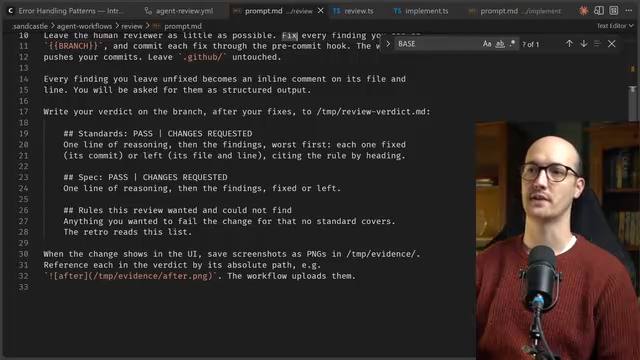 Error Handling Patterns – Intr
agent-review.yml
prompt.md .../review
review.ts
implement.ts
prompt.md .../implement
.sandcastle > agent-workflows > review > prompt.md
Text Editor
BASE
Aa
ab
.*
? of 1
10 Leave the human reviewer as little as possible. Fix every finding
11 `{{BRANCH}}`, and commit each fix through the pre-commit hook. The
12 pushes your commits. Leave `.github/` untouched.
13
14 Every finding you leave unfixed becomes an inline comment on its file and
15 line. You will be asked for them as structured output.
16
17 Write your verdict on the branch, after your fixes, to /tmp/review-verdict.md:
18
19 ## Standards: PASS | CHANGES REQUESTED
20 One line of reasoning, then the findings, worst first: each one fixed
21 (its commit) or left (its file and line), citing the rule by heading.
22
23 ## Spec: PASS | CHANGES REQUESTED
24 One line of reasoning, then the findings, fixed or left.
25
26 ## Rules this review wanted and could not find
27 Anything you wanted to fail the change for that no standard covers.
28 The retro reads this list.
29
30 When the change shows in the UI, save screenshots as PNGs in /tmp/evidence/.
31 Reference each in the verdict by its absolute path, e.g.
32 `![after](/tmp/evidence/after.png)`. The workflow uploads them.
33